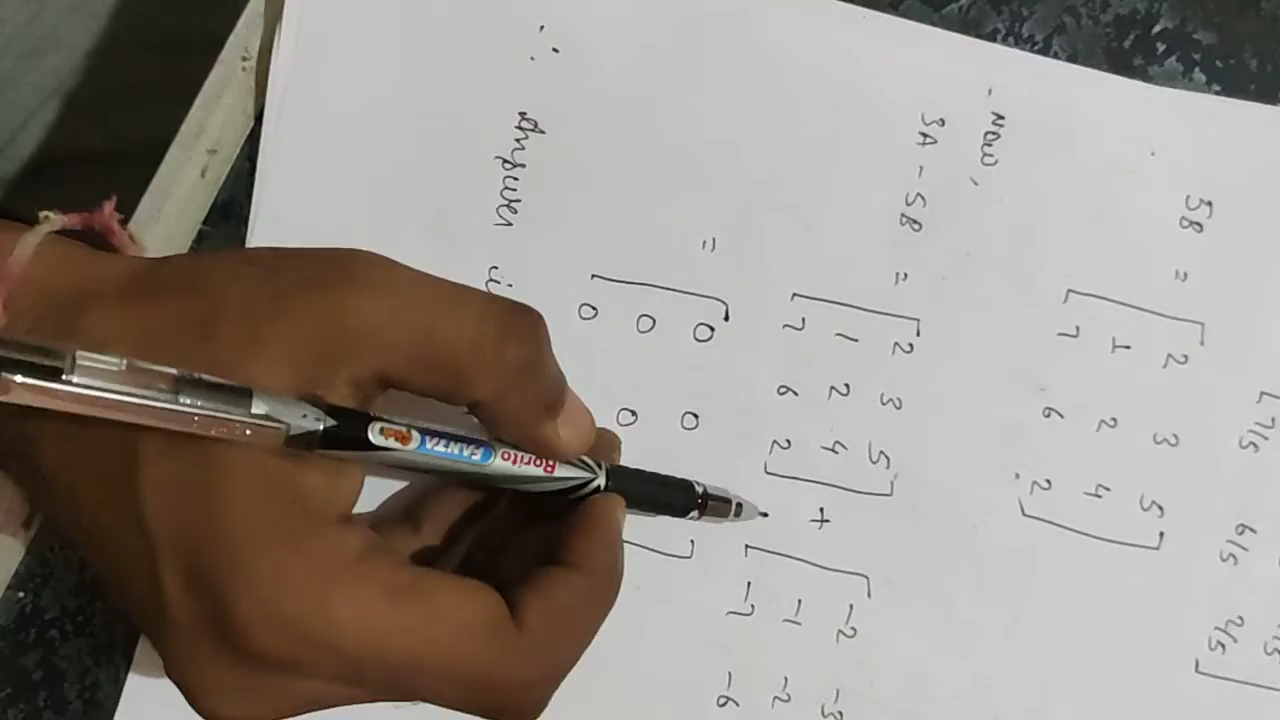 [ 7/5 6/5 2/5 ]
5B = [ 2 3 5
1 2 4
7 6 2 ]
- Now,
3A - 5B = [ 2 3 5
1 2 4
7 6 2 ] + [ -2 -3
-1 -2
-7 -6
= [ 0 0
0 0
0 ]
∴ Answer is
Rorito
FANTA